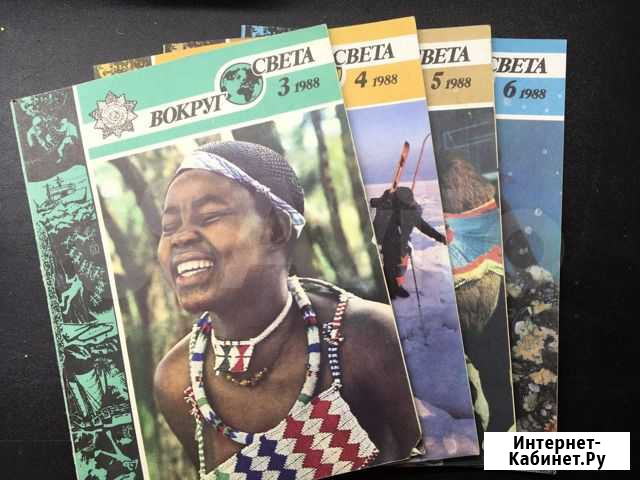 ВОКРУГ СВЕТА
3 1988
СВЕТА
4 1988
СВЕТА
5 1988
СВЕТА
6 1988
Интернет-
Кабинет.Ру